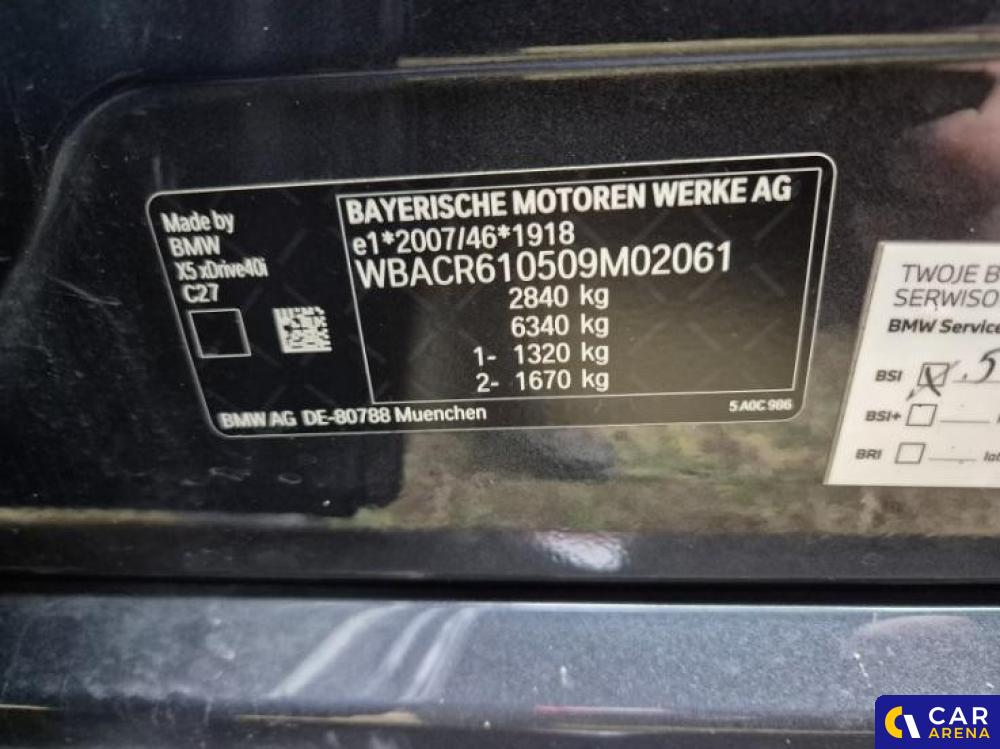 Made by
BMW
X5 xDrive40i
C27
BAYERISCHE MOTOREN WERKE AG
e1*2007/46*1918
WBACR610509M02061
2840 kg
6340 kg
1- 1320 kg
2- 1670 kg
BMW AG DE-80788 Muenchen
5 A0C 986
TWOJE
SERWISO
BMW Service
BSI
BSI+
BRI
CAR
ARENA